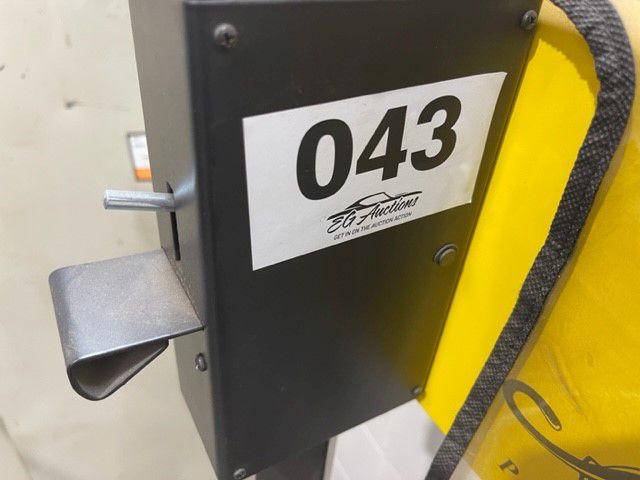 043
EG Auctions
GET IN ON THE AUCTION ACTION
P